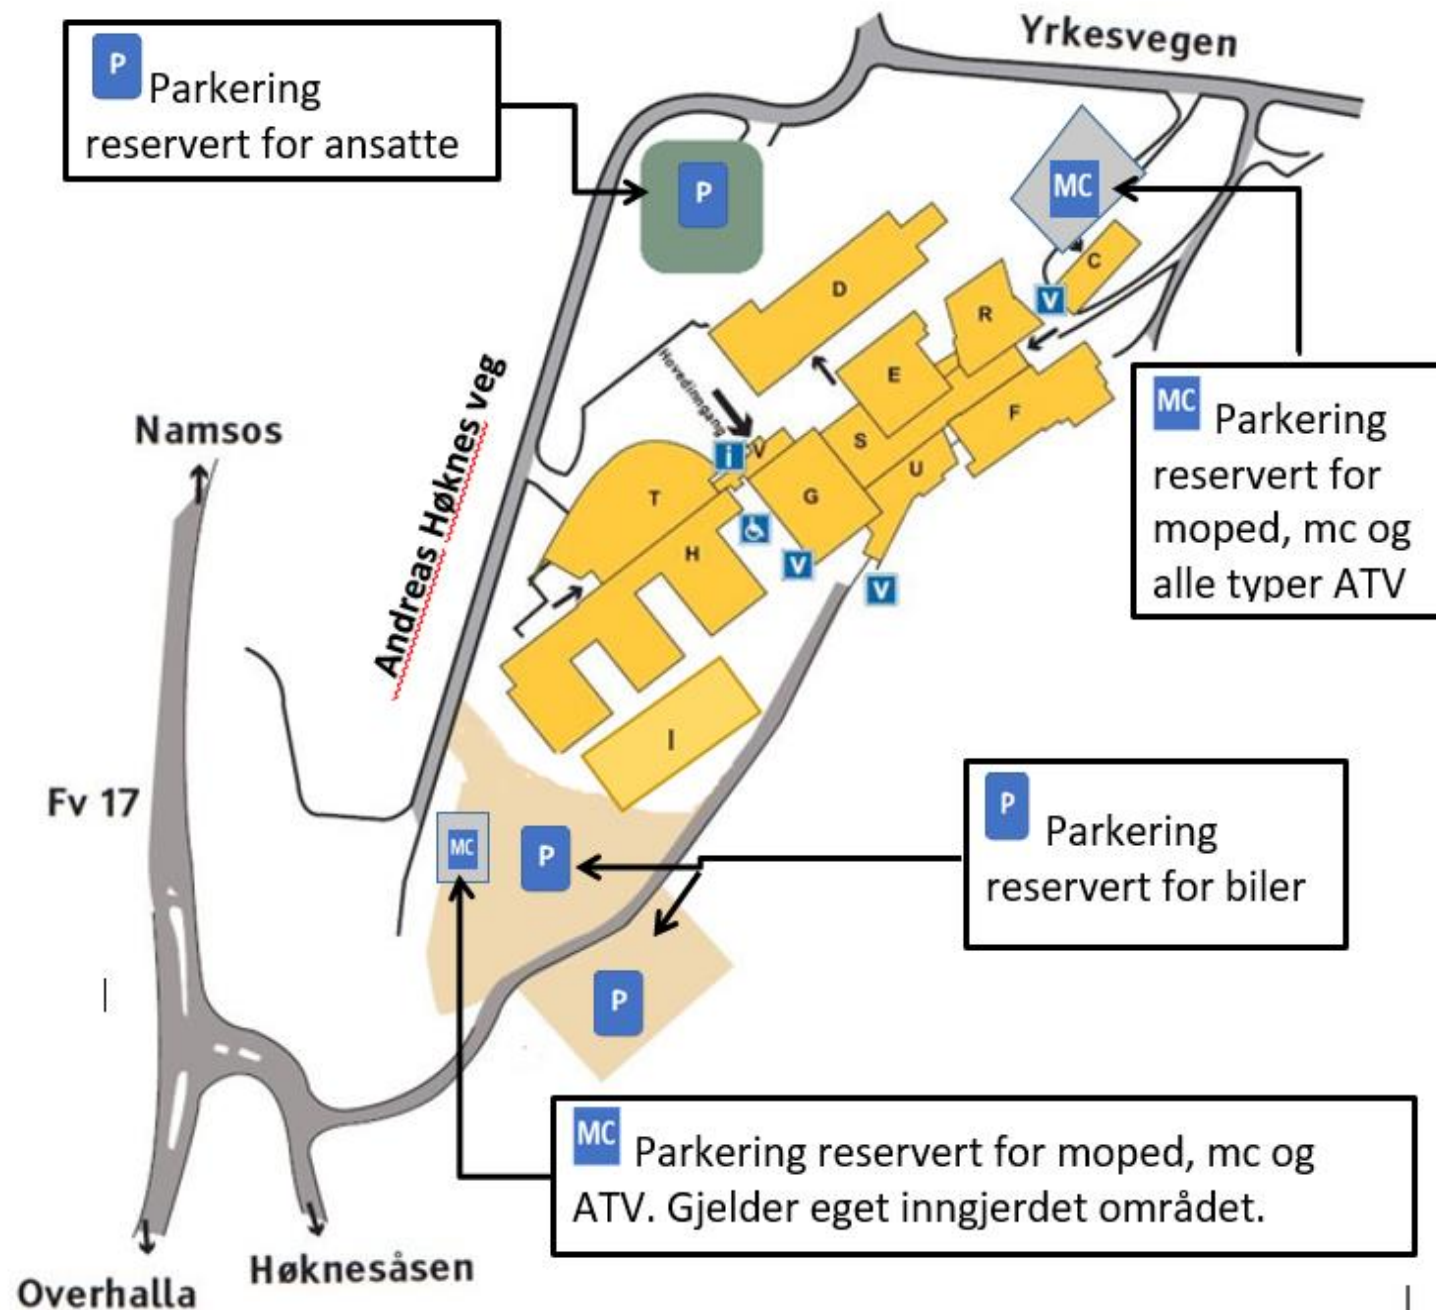 Yrkesvegen
P Parkering
reservert for ansatte
P
MC
C
V
D
R
E
F
Hovedinngang
MC Parkering
reservert for
moped, mc og
alle typer ATV
Namsos
Andreas Høknes veg
i
V
S
U
T
G
H
V
V
I
Fv 17
MC
P
P Parkering
reservert for biler
P
MC Parkering reservert for moped, mc og
ATV. Gjelder eget inngjerdet området.
Høknesåsen
Overhalla